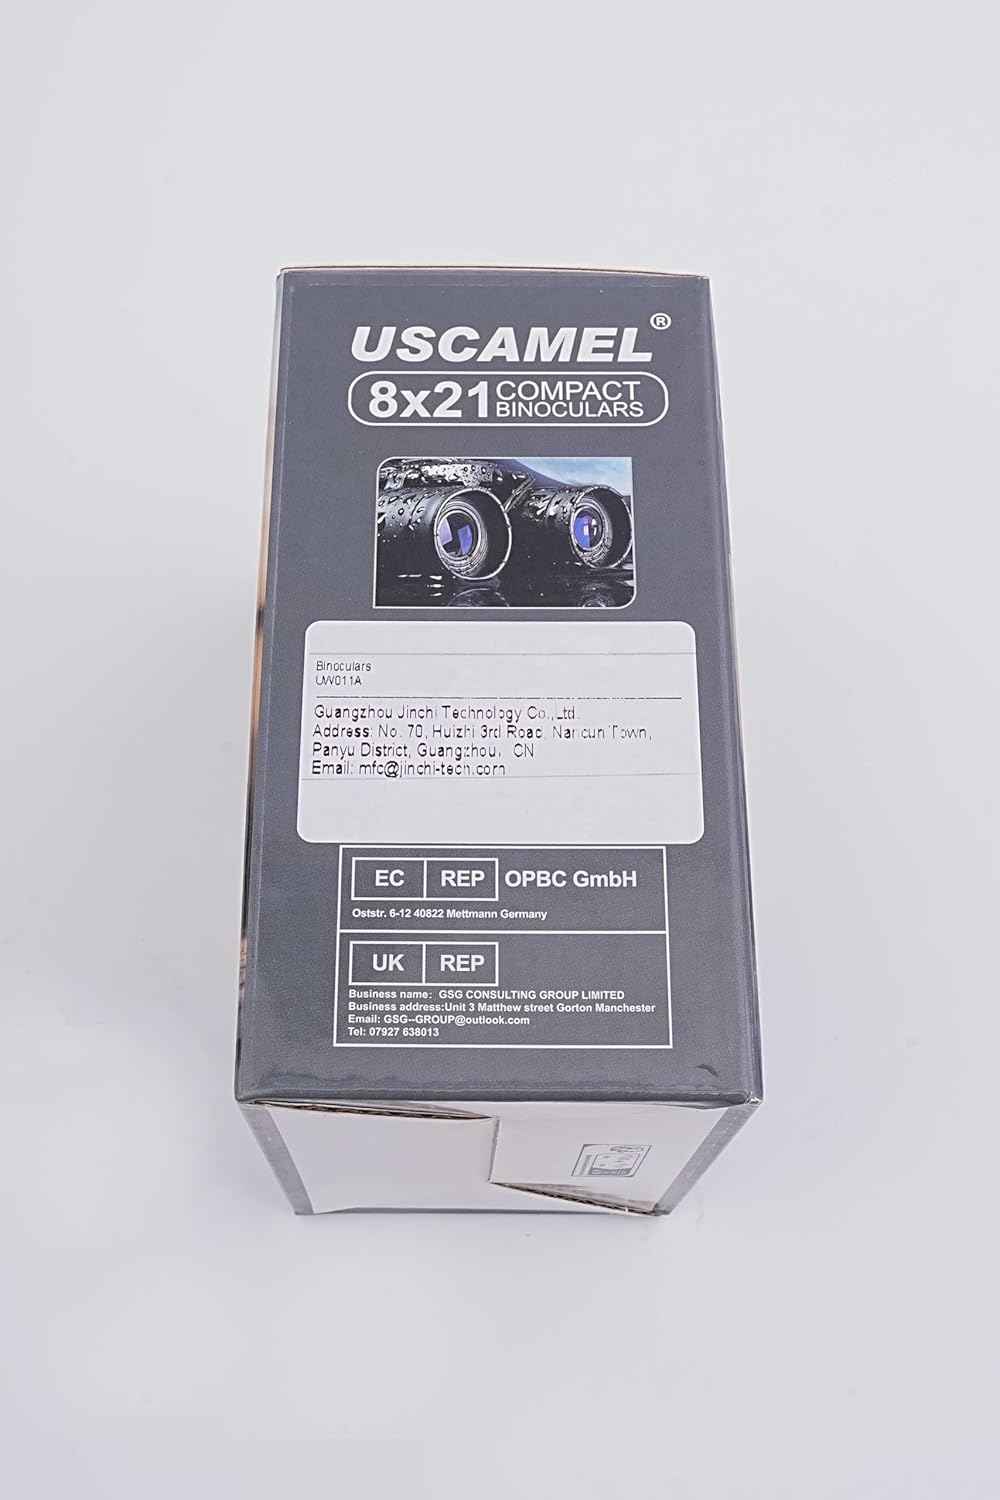 USCAMEL®
8x21 COMPACT BINOCULARS
Binoculars
UW011A
Guangzhou Jinchi Technology Co.,Ltd.
Address: No. 70, Huizhi 3rd Road, Nancun Town,
Panyu District, Guangzhou, CN
Email: mfc@jinchi-tech.com
EC REP OPBC GmbH
Oststr. 6-12 40822 Mettmann Germany
UK REP
Business name: GSG CONSULTING GROUP LIMITED
Business address:Unit 3 Matthew street Gorton Manchester
Email: GSG--GROUP@outlook.com
Tel: 07927 638013